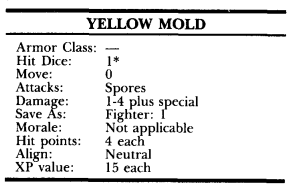 YELLOW MOLD
Armor Class: —
Hit Dice: 1*
Move: 0
Attacks: Spores
Damage: 1-4 plus special
Save As: Fighter: 1
Morale: Not applicable
Hit points: 4 each
Align: Neutral
XP value: 15 each